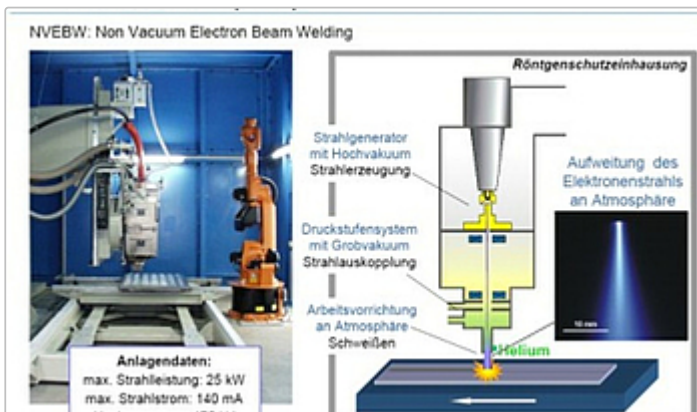 NVEBW: Non Vacuum Electron Beam Welding
Röntgenschutzeinhausung
Strahlgenerator
mit Hochvakuum
Strahlerzeugung
Aufweitung des
Elektronenstrahls
an Atmosphäre
Druckstufensystem
mit Grobvakuum
Strahlauskopplung
10 mm
Arbeitsvorrichtung
an Atmosphäre
Schweißen
Helium
Anlagendaten:
max. Strahlleistung: 25 kW
max. Strahlstrom: 140 mA